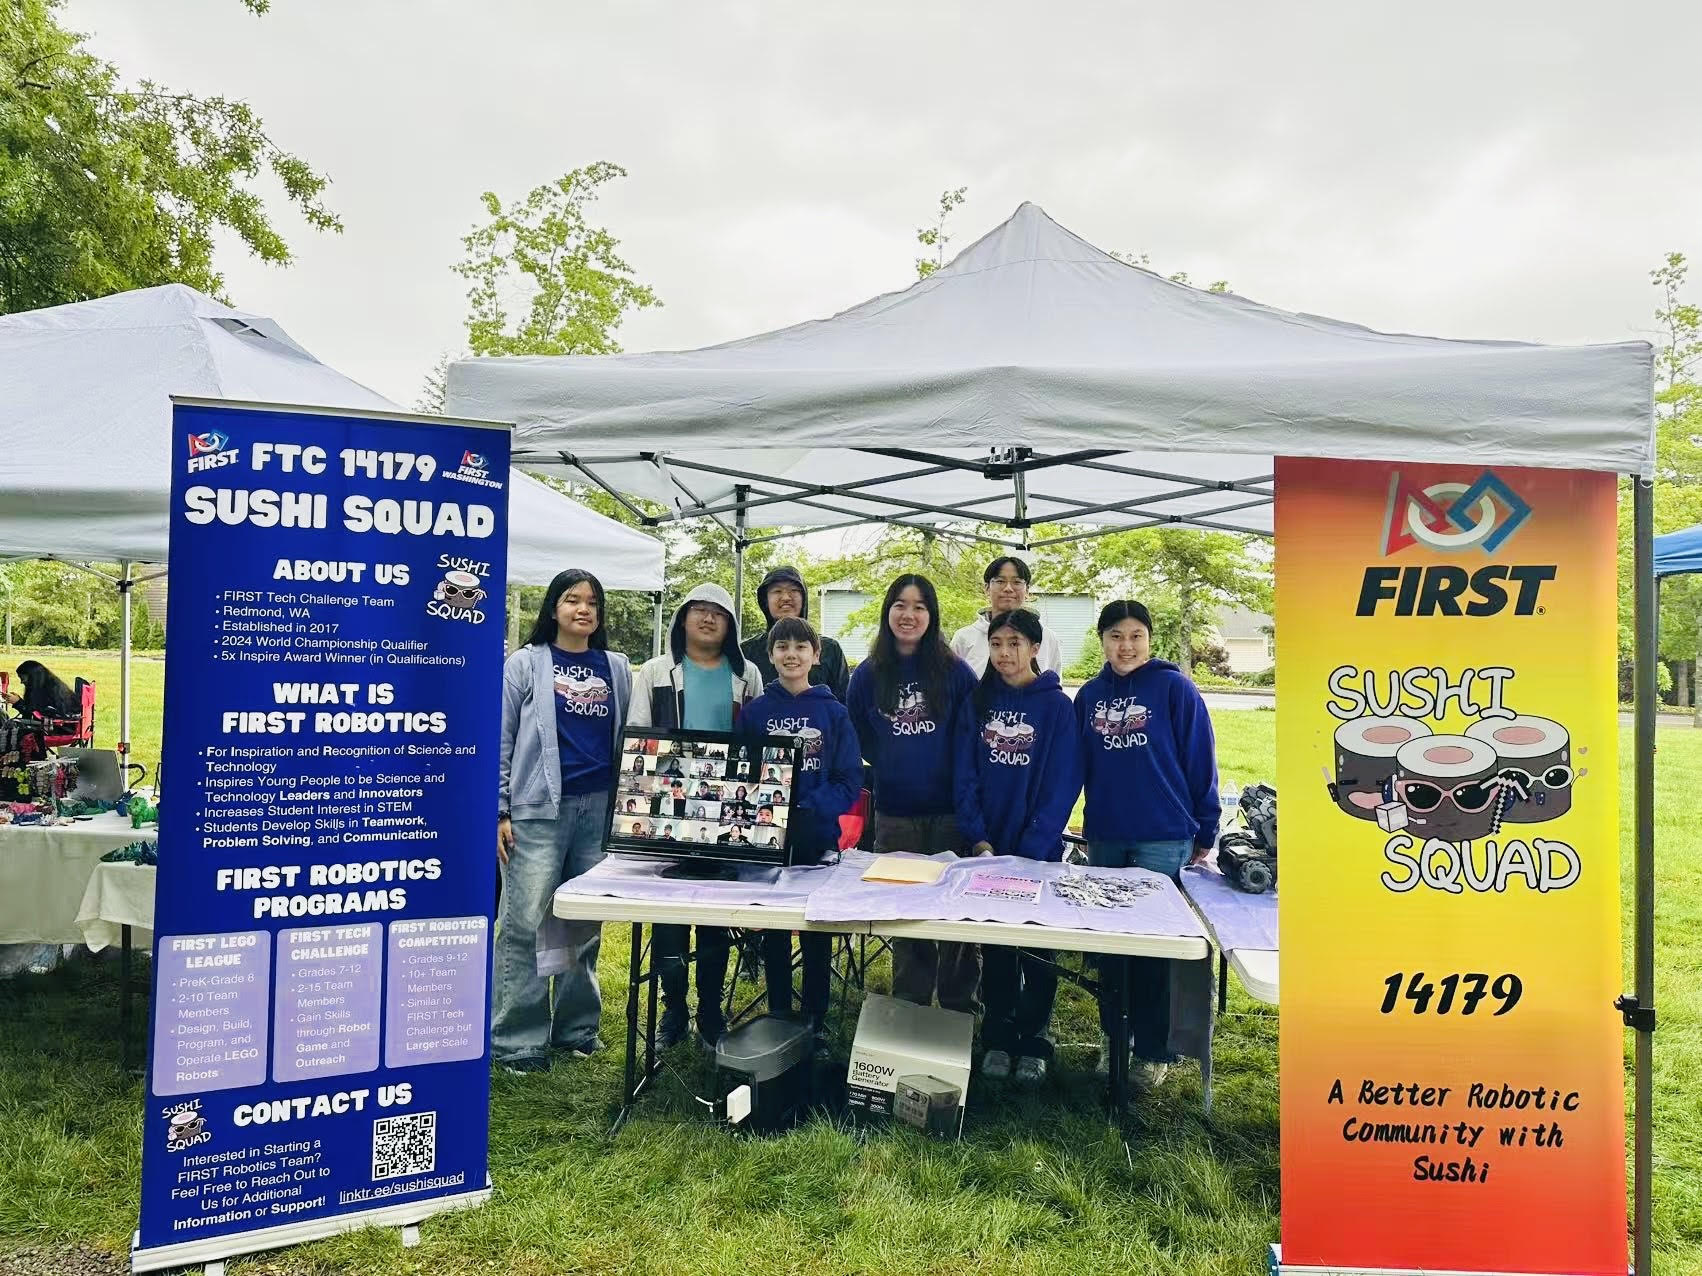 FIRST
FTC 14179
FIRST
WASHINGTON
SUSHI SQUAD
ABOUT US
• FIRST Tech Challenge Team
• Redmond, WA
• Established in 2017
• 2024 World Championship Qualifier
• 5x Inspire Award Winner (in Qualifications)
SUSHI
SQUAD
WHAT IS
FIRST ROBOTICS
• For Inspiration and Recognition of Science and
Technology
• Inspires Young People to be Science and
Technology Leaders and Innovators
• Increases Student Interest in STEM
• Students Develop Skills in Teamwork,
Problem Solving, and Communication
FIRST ROBOTICS
PROGRAMS
FIRST LEGO
LEAGUE
• PreK-Grade 8
• 2-10 Team
Members
• Design, Build,
Program, and
Operate LEGO
Robots
FIRST TECH
CHALLENGE
• Grades 7-12
• 2-15 Team
Members
• Gain Skills
through Robot
Game and
Outreach
FIRST ROBOTICS
COMPETITION
• Grades 9-12
• 10+ Team
Members
• Similar to
FIRST Tech
Challenge but
Larger Scale
SUSHI
SQUAD
CONTACT US
Interested in Starting a
FIRST Robotics Team?
Feel Free to Reach Out to
Us for Additional
Information or Support!
linktr.ee/sushisquad
SUSHI
SQUAD
SUSHI
SQUAD
SQUAD
SUSHI
SQUAD
SUSHI
SQUAD
1600W
Battery
Generator
FIRST
SUSHI
SQUAD
14179
A Better Robotic
Community with
Sushi